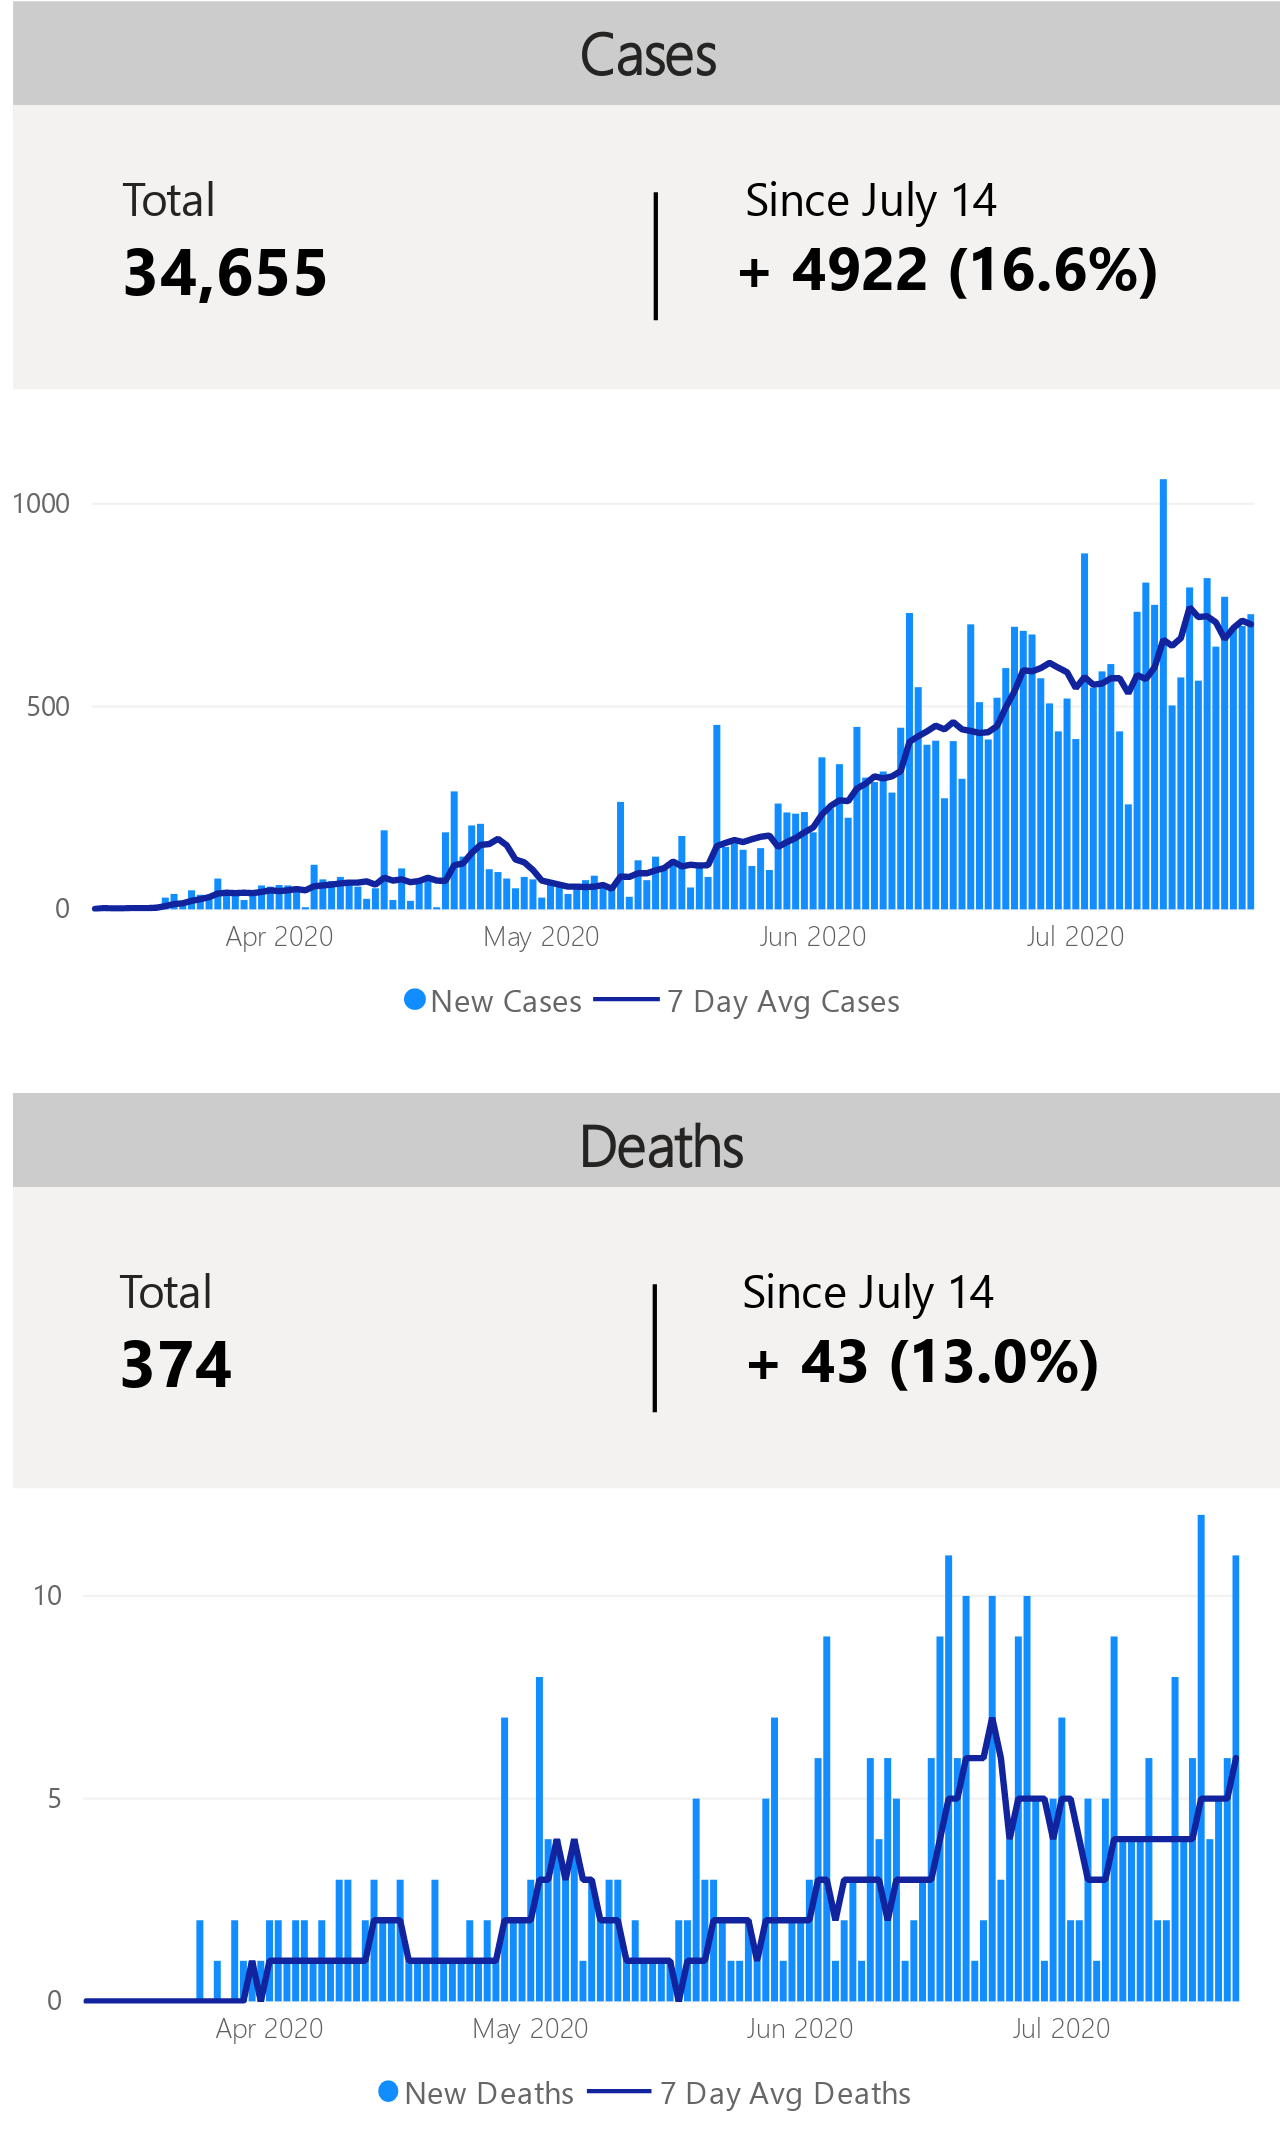 Cases
Total
Since July 14
34,655
+ 4922 (16.6%)
1000
500
0
Apr 2020
May 2020
Jun 2020
Jul 2020
New Cases
7 Day Avg Cases
Deaths
Total
Since July 14
374
+ 43 (13.0%)
10
5
0
Apr 2020
May 2020
Jun 2020
Jul 2020
New Deaths
7 Day Avg Deaths